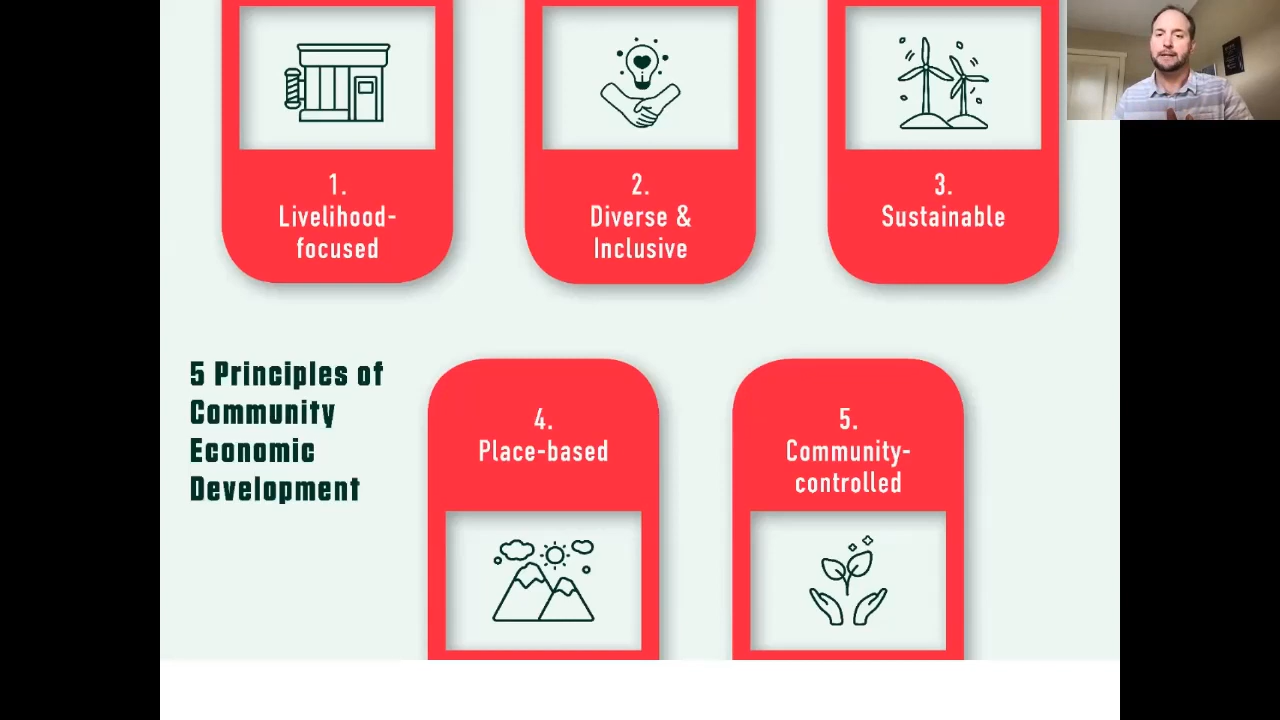 1.
Livelihood-
focused
2.
Diverse &
Inclusive
3.
Sustainable
5 Principles of
Community
Economic
Development
4.
Place-based
5.
Community-
controlled